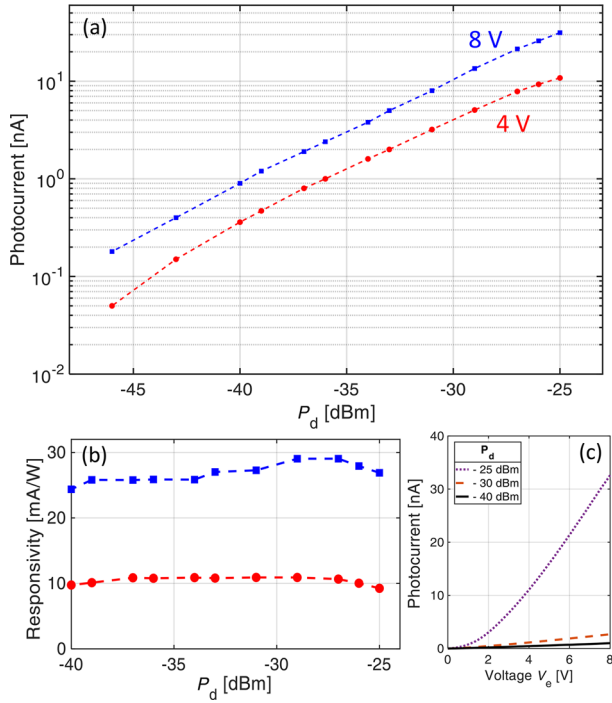 (a)
8 V
4 V
Photocurrent [nA]
10^1
10^0
10^-1
10^-2
-45 -40 -35 -30 -25
P_d [dBm]
(b)
Responsivity [mA/W]
30
20
10
0
-40 -35 -30 -25
P_d [dBm]
(c)
P_d
- 25 dBm
- 30 dBm
- 40 dBm
Photocurrent [nA]
40
30
20
10
0
0 2 4 6 8
Voltage V_e [V]